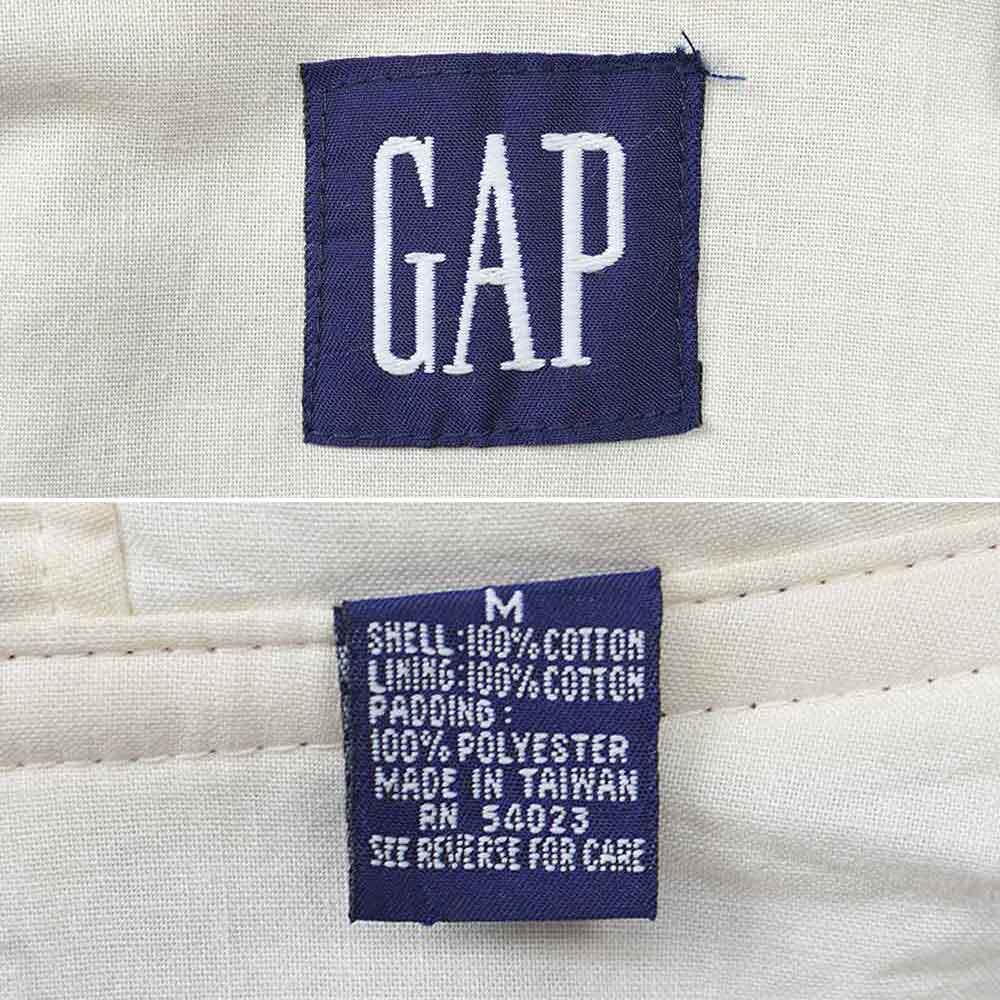 GAP
M
SHELL:100% COTTON
LINING:100% COTTON
PADDING:
100% POLYESTER
MADE IN TAIWAN
RN 54023
SEE REVERSE FOR CARE